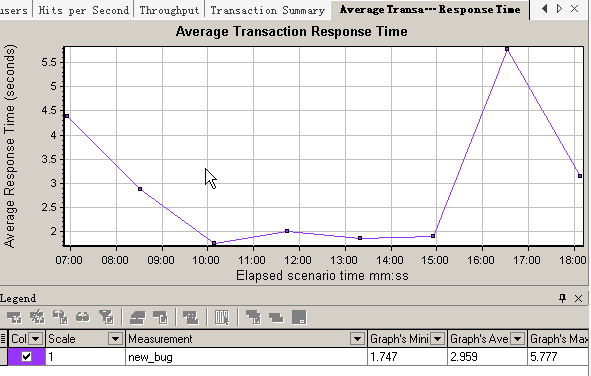 users Hits per Second Throughput Transaction Summary Average Transa··· Response Time
Average Transaction Response Time
Average Response Time (seconds)
5.5
5
4.5
4
3.5
3
2.5
2
07:00 08:00 09:00 10:00 11:00 12:00 13:00 14:00 15:00 16:00 17:00 18:00
Elapsed scenario time mm:ss
Legend
Col Scale Measurement Graph's Mini Graph's Ave Graph's Max
1 new_bug 1.747 2.959 5.777